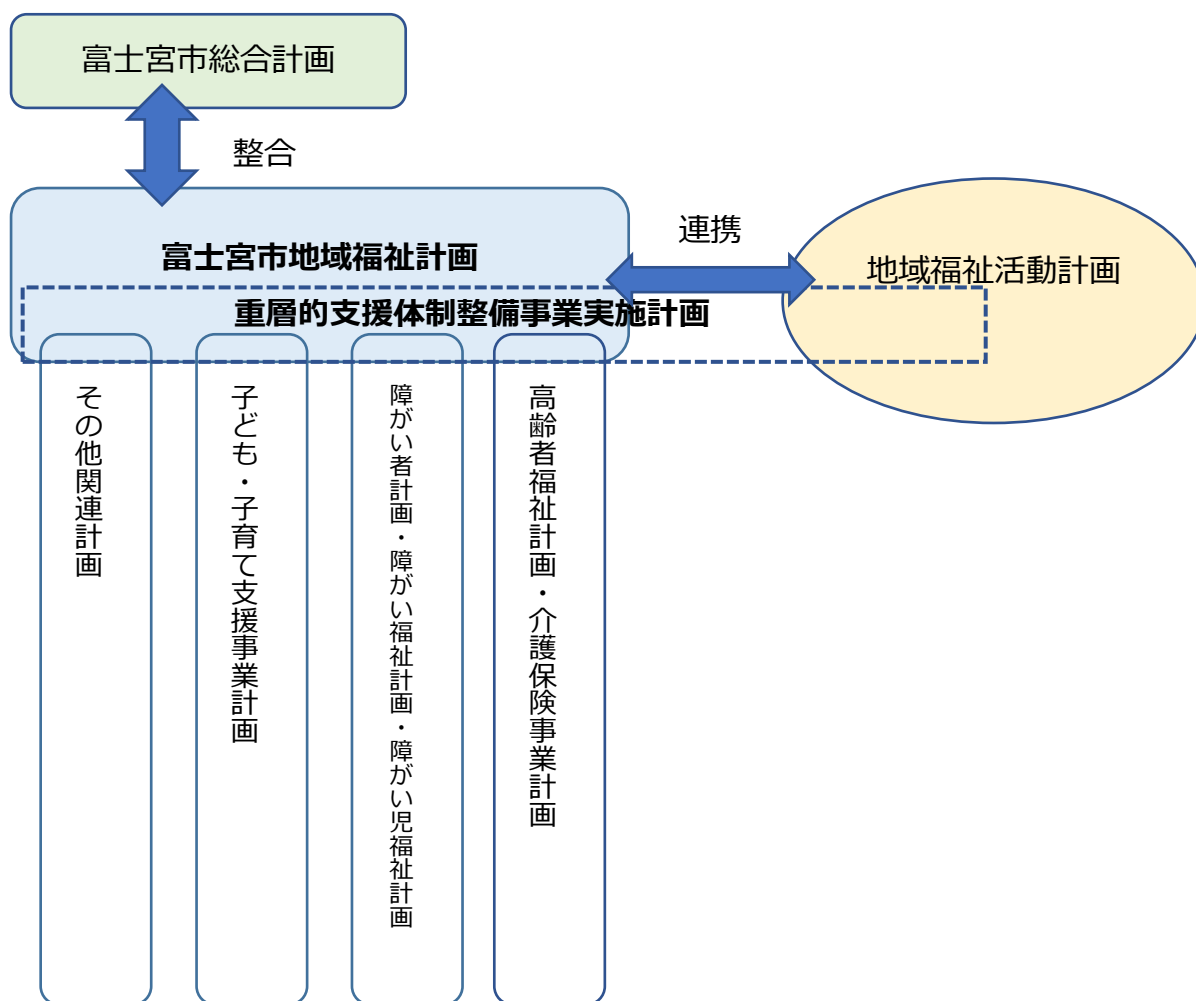 富士宮市総合計画
整合
富士宮市地域福祉計画
連携
地域福祉活動計画
重層的支援体制整備事業実施計画
その他関連計画
子ども・子育て支援事業計画
障がい者計画・障がい福祉計画・障がい児福祉計画
高齢者福祉計画・介護保険事業計画